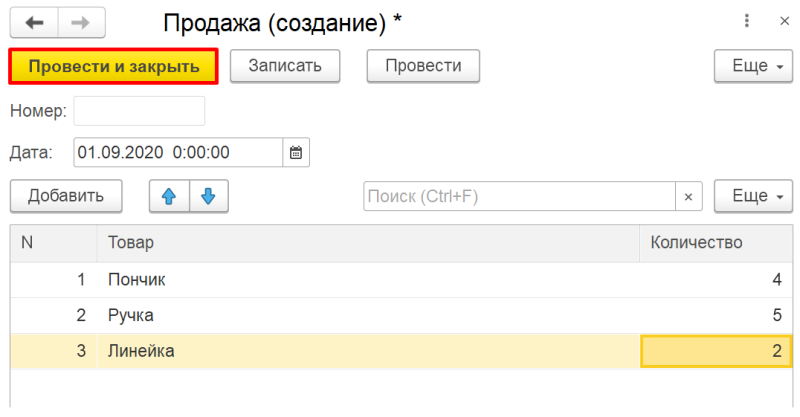 Продажа (создание) *
Провести и закрыть Записать Провести Еще
Номер:
Дата: 01.09.2020 0:00:00
Добавить Поиск (Ctrl+F) × Еще
N Товар Количество
1 Пончик 4
2 Ручка 5
3 Линейка 2